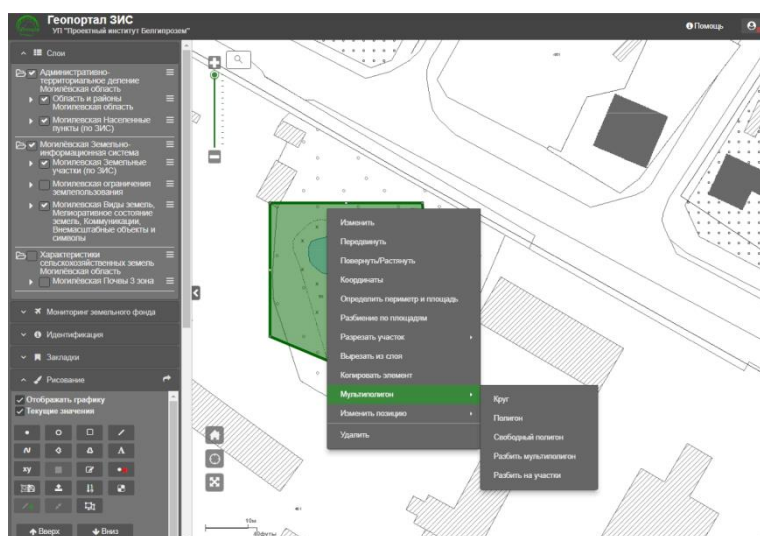 Геопортал ЗИС
УП "Проектный институт Белгипрозем"
Помощь
Слои
Административно-
территориальное деление
Могилёвская область
Область и районы
Могилевская область
Могилевская Населенные
пункты (по ЗИС)
Могилёвская Земельно-
информационная система
Могилевская Земельные
участки (по ЗИС)
Могилевская ограничения
землепользования
Могилевская Виды земель,
Мелиоративное состояние
земель, Коммуникации,
Внемасштабные объекты и
символы
Характеристики
сельскохозяйственных земель
Могилёвская область
Могилёвская Почвы 3 зона
Мониторинг земельного фонда
Идентификация
Закладки
Рисование
Отображать графику
Текущие значения
xy
Вверх
Вниз
Изменить
Передвинуть
Повернуть/Растянуть
Координаты
Определить периметр и площадь
Разбиение по площадям
Разрезать участок
Вырезать из слоя
Копировать элемент
Мультиполигон
Изменить позицию
Удалить
Круг
Полигон
Свободный полигон
Разбить мультиполигон
Разбить на участки
10м
40футы